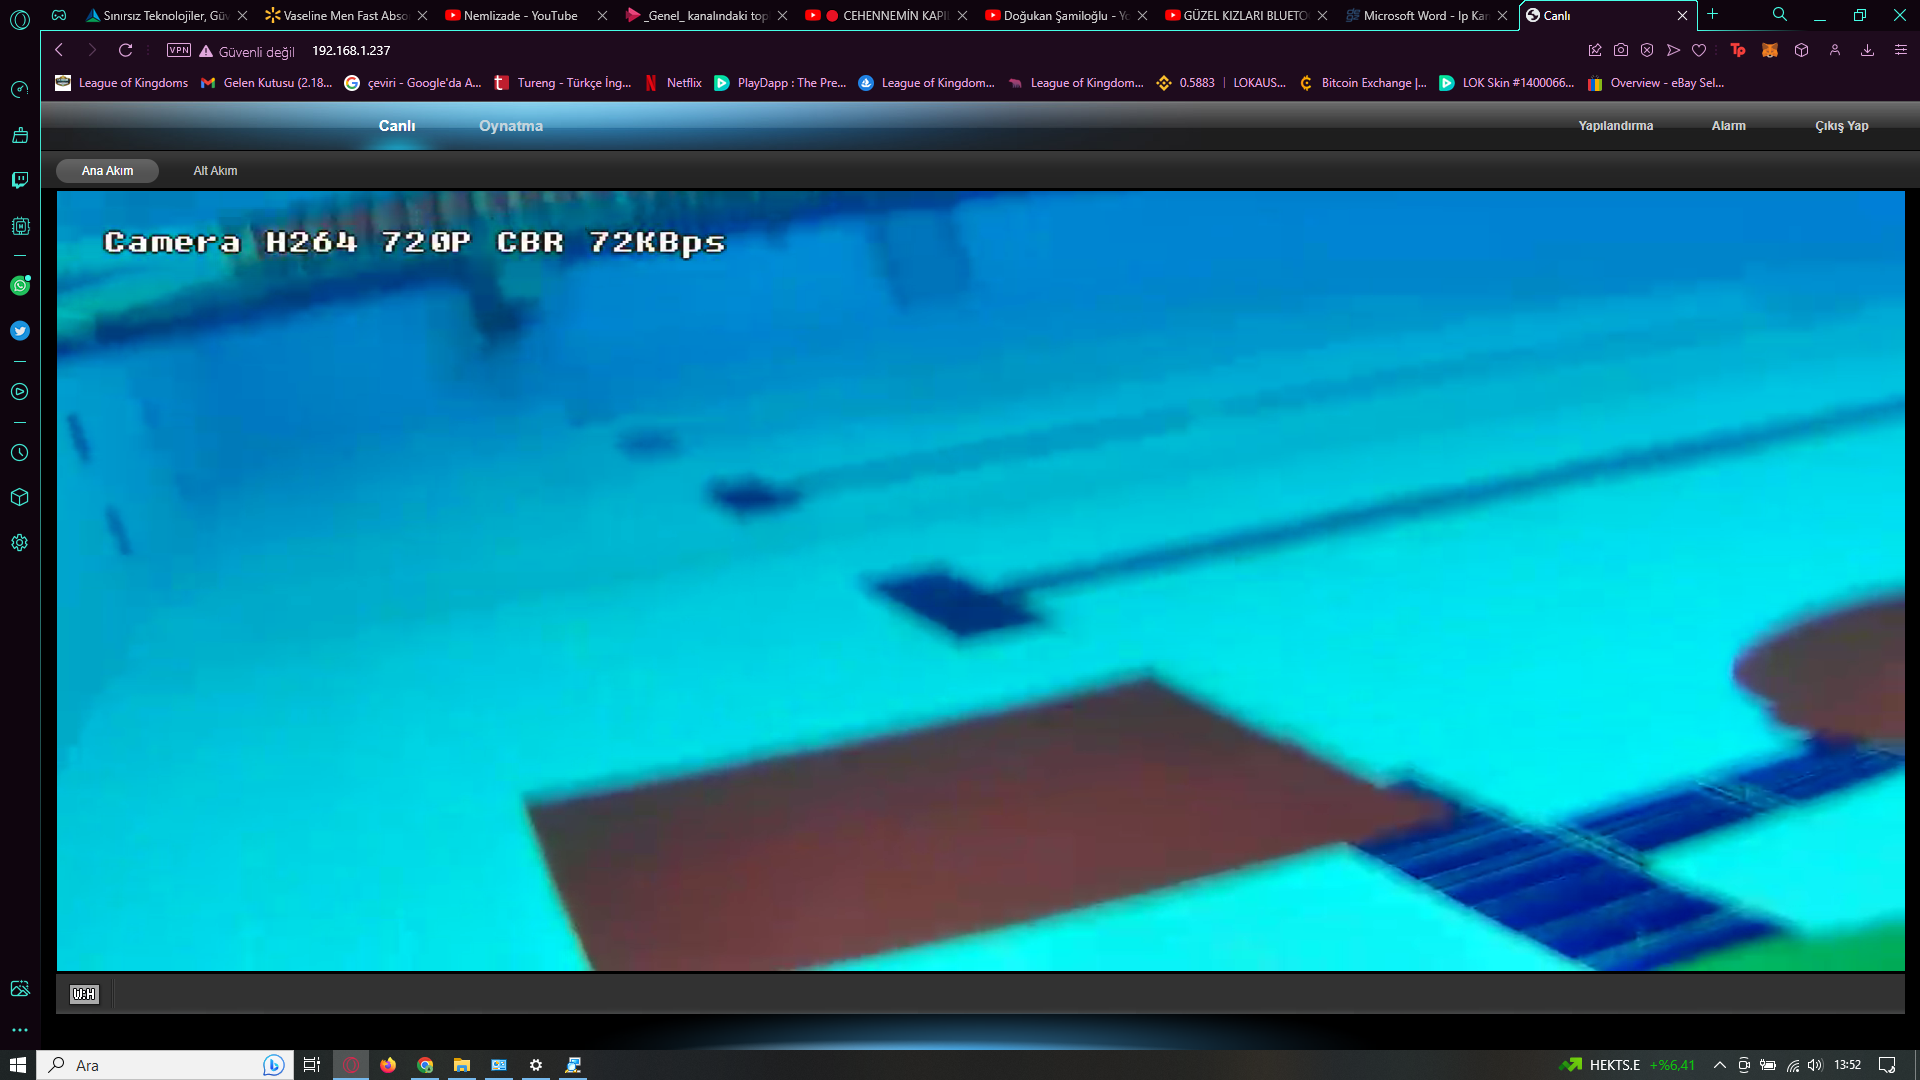 Sınırsız Teknolojiler, Güv
Vaseline Men Fast Abso
Nemlizade - YouTube
_Genel_ kanalındaki top
CEHENNEMİN KAPI
Doğukan Şamiloğlu - Yo
GÜZEL KIZLARI BLUETO
Microsoft Word - Ip Kam
Canlı
VPN
Güvenli değil
192.168.1.237
League of Kingdoms
Gelen Kutusu (2.18...
çeviri - Google'da A...
Tureng - Türkçe İng...
Netflix
PlayDapp : The Pre...
League of Kingdom...
League of Kingdom...
0.5883 | LOKAUS...
Bitcoin Exchange |...
LOK Skin #1400066...
Overview - eBay Sel...
Canlı
Oynatma
Yapılandırma
Alarm
Çıkış Yap
Ana Akım
Alt Akım
Camera H264 720P CBR 72KBps
W:H
Ara
HEKTS.E
+%6,41
13:52